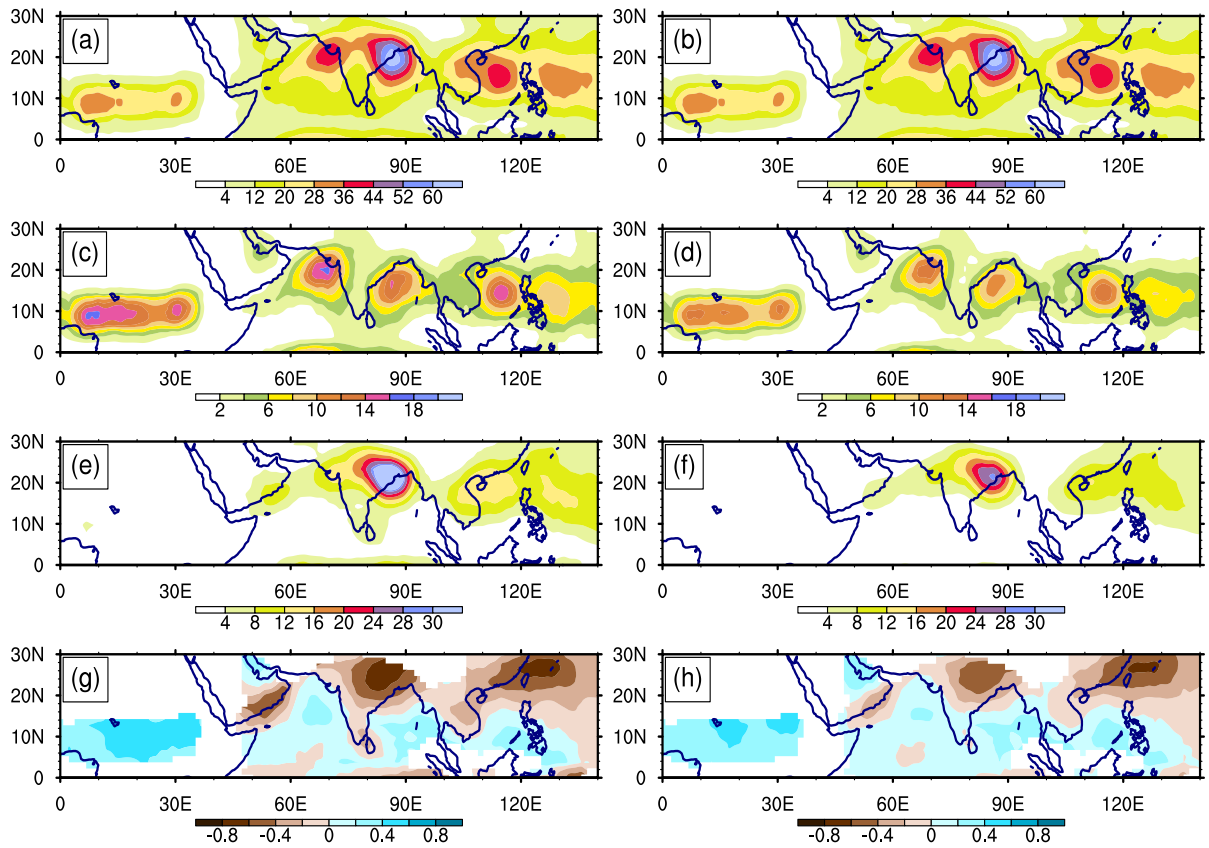 30N (a) 30N (b)
20N 20N
10N 10N
0 0
0 30E 60E 90E 120E 0 30E 60E 90E 120E
4 12 20 28 36 44 52 60 4 12 20 28 36 44 52 60
30N (c) 30N (d)
20N 20N
10N 10N
0 0
0 30E 60E 90E 120E 0 30E 60E 90E 120E
2 6 10 14 18 2 6 10 14 18
30N (e) 30N (f)
20N 20N
10N 10N
0 0
0 30E 60E 90E 120E 0 30E 60E 90E 120E
4 8 12 16 20 24 28 30 4 8 12 16 20 24 28 30
30N (g) 30N (h)
20N 20N
10N 10N
0 0
0 30E 60E 90E 120E 0 30E 60E 90E 120E
-0.8 -0.4 0 0.4 0.8 -0.8 -0.4 0 0.4 0.8